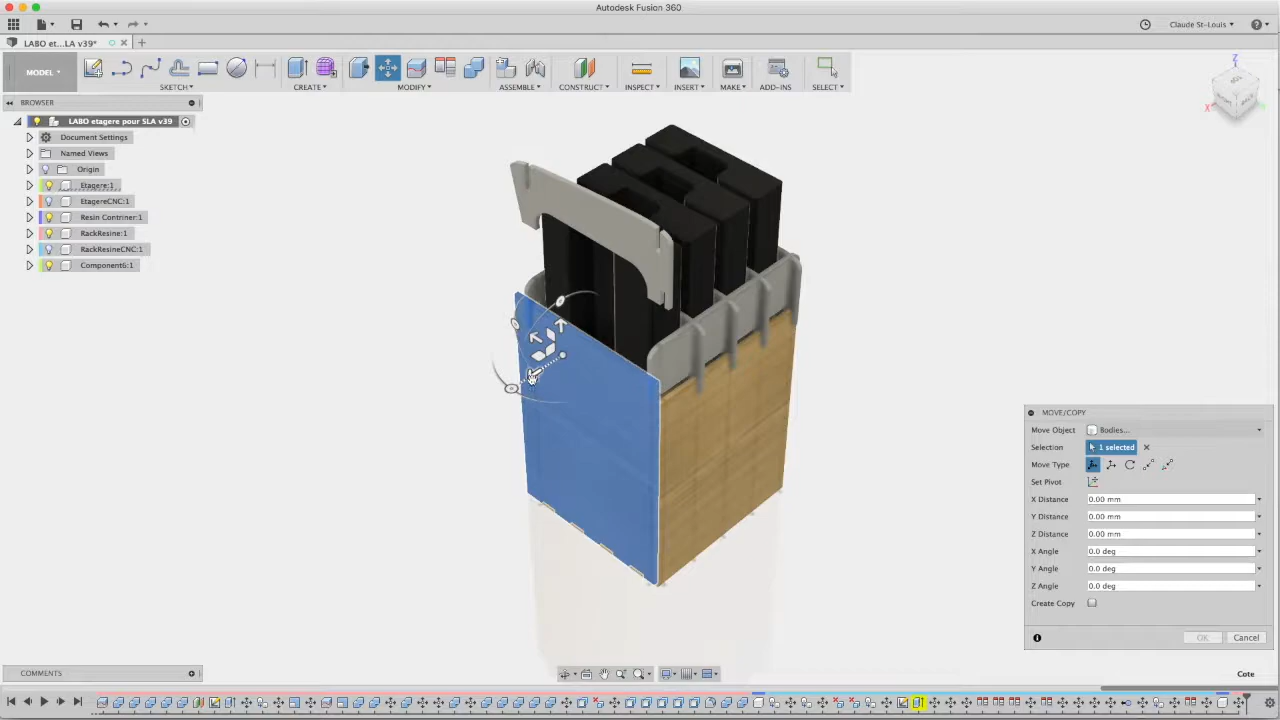 Autodesk Fusion 360
Claude St-Louis
LABO et...LA v39*
MODEL
SKETCH
CREATE
MODIFY
ASSEMBLE
CONSTRUCT
INSPECT
INSERT
MAKE
ADD-INS
SELECT
BROWSER
LABO etagere pour SLA v39
Document Settings
Named Views
Origin
Etagere:1
EtagereCNC:1
Resin Contriner:1
RackResine:1
RackResineCNC:1
Component6:1
Z
X
MOVE/COPY
Move Object Bodies...
Selection 1 selected
Move Type
Set Pivot
X Distance 0.00 mm
Y Distance 0.00 mm
Z Distance 0.00 mm
X Angle 0.0 deg
Y Angle 0.0 deg
Z Angle 0.0 deg
Create Copy
OK Cancel
COMMENTS
Cote